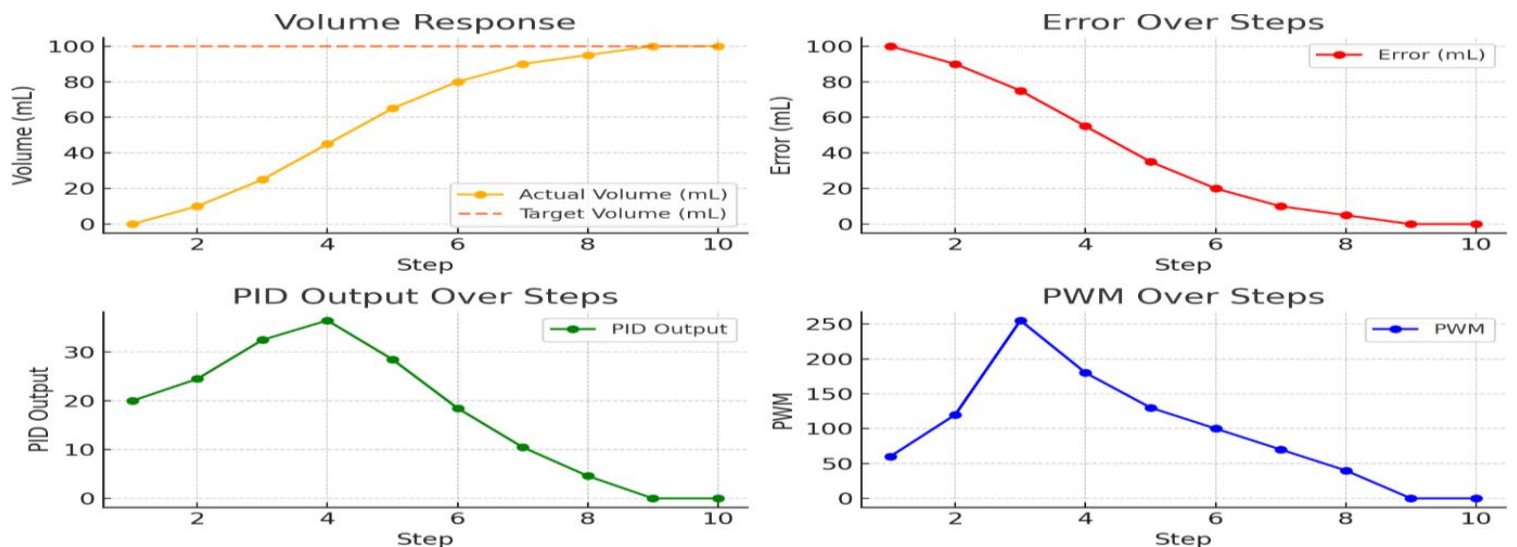 Volume Response
100
80
60
40
20
0
Volume (mL)
Actual Volume (mL)
Target Volume (mL)
2 4 6 8 10
Step
Error Over Steps
100
80
60
40
20
0
Error (mL)
Error (mL)
2 4 6 8 10
Step
PID Output Over Steps
30
20
10
0
PID Output
PID Output
2 4 6 8 10
Step
PWM Over Steps
250
200
150
100
50
0
PWM
PWM
2 4 6 8 10
Step